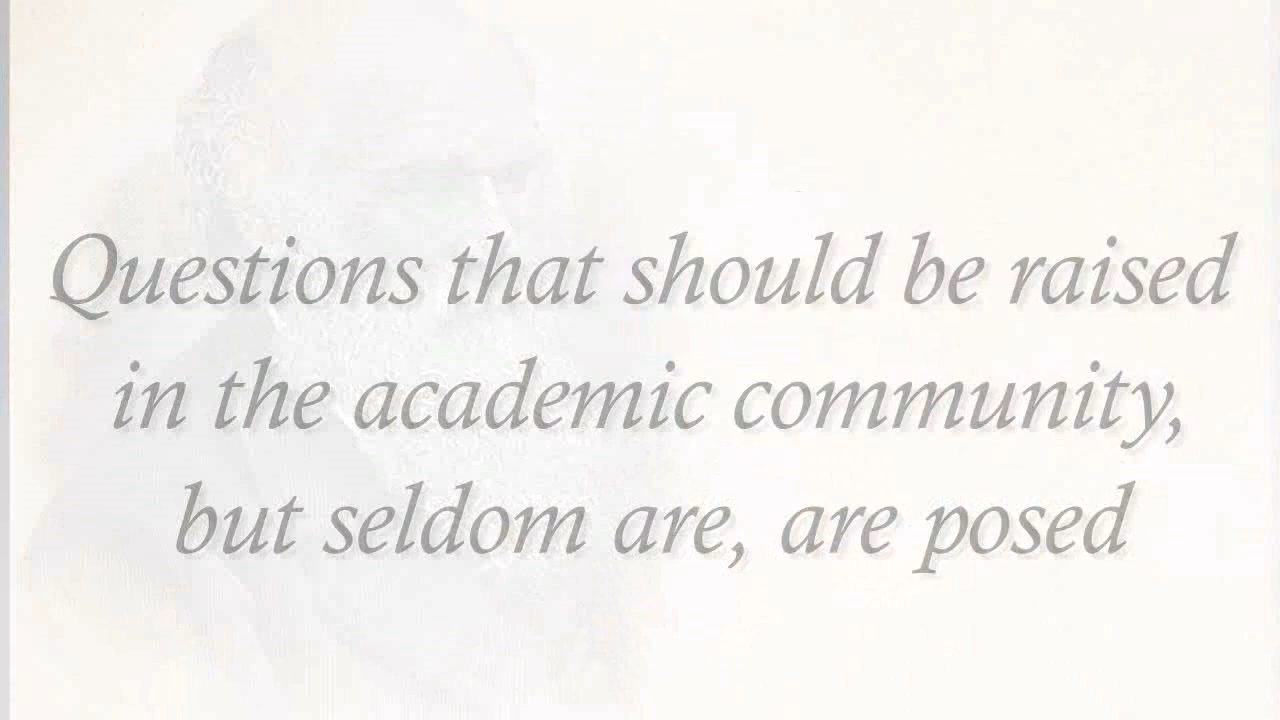 Questions that should be raised
in the academic community,
but seldom are, are posed